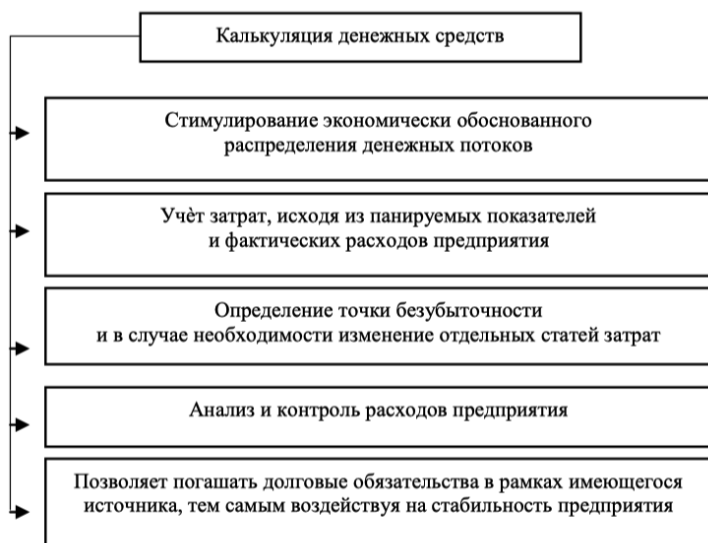 Калькуляция денежных средств
Стимулирование экономически обоснованного
распределения денежных потоков
Учѐт затрат, исходя из панируемых показателей
и фактических расходов предприятия
Определение точки безубыточности
и в случае необходимости изменение отдельных статей затрат
Анализ и контроль расходов предприятия
Позволяет погашать долговые обязательства в рамках имеющегося
источника, тем самым воздействуя на стабильность предприятия